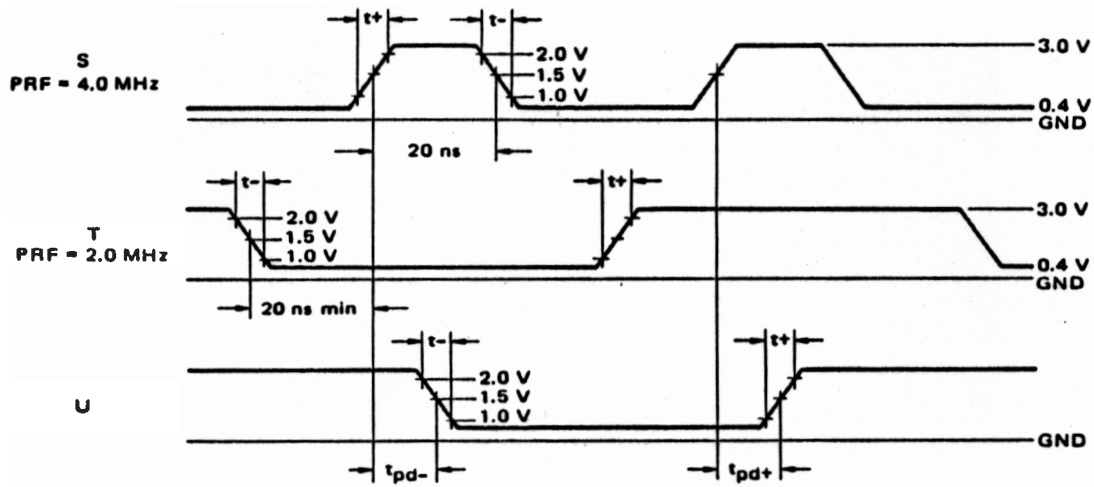 t+ t-
S
PRF = 4.0 MHz
2.0 V
1.5 V
1.0 V
3.0 V
0.4 V
GND
20 ns
t- t+
T
PRF = 2.0 MHz
2.0 V
1.5 V
1.0 V
3.0 V
0.4 V
GND
20 ns min
t- t+
U
2.0 V
1.5 V
1.0 V
GND
tpd- tpd+